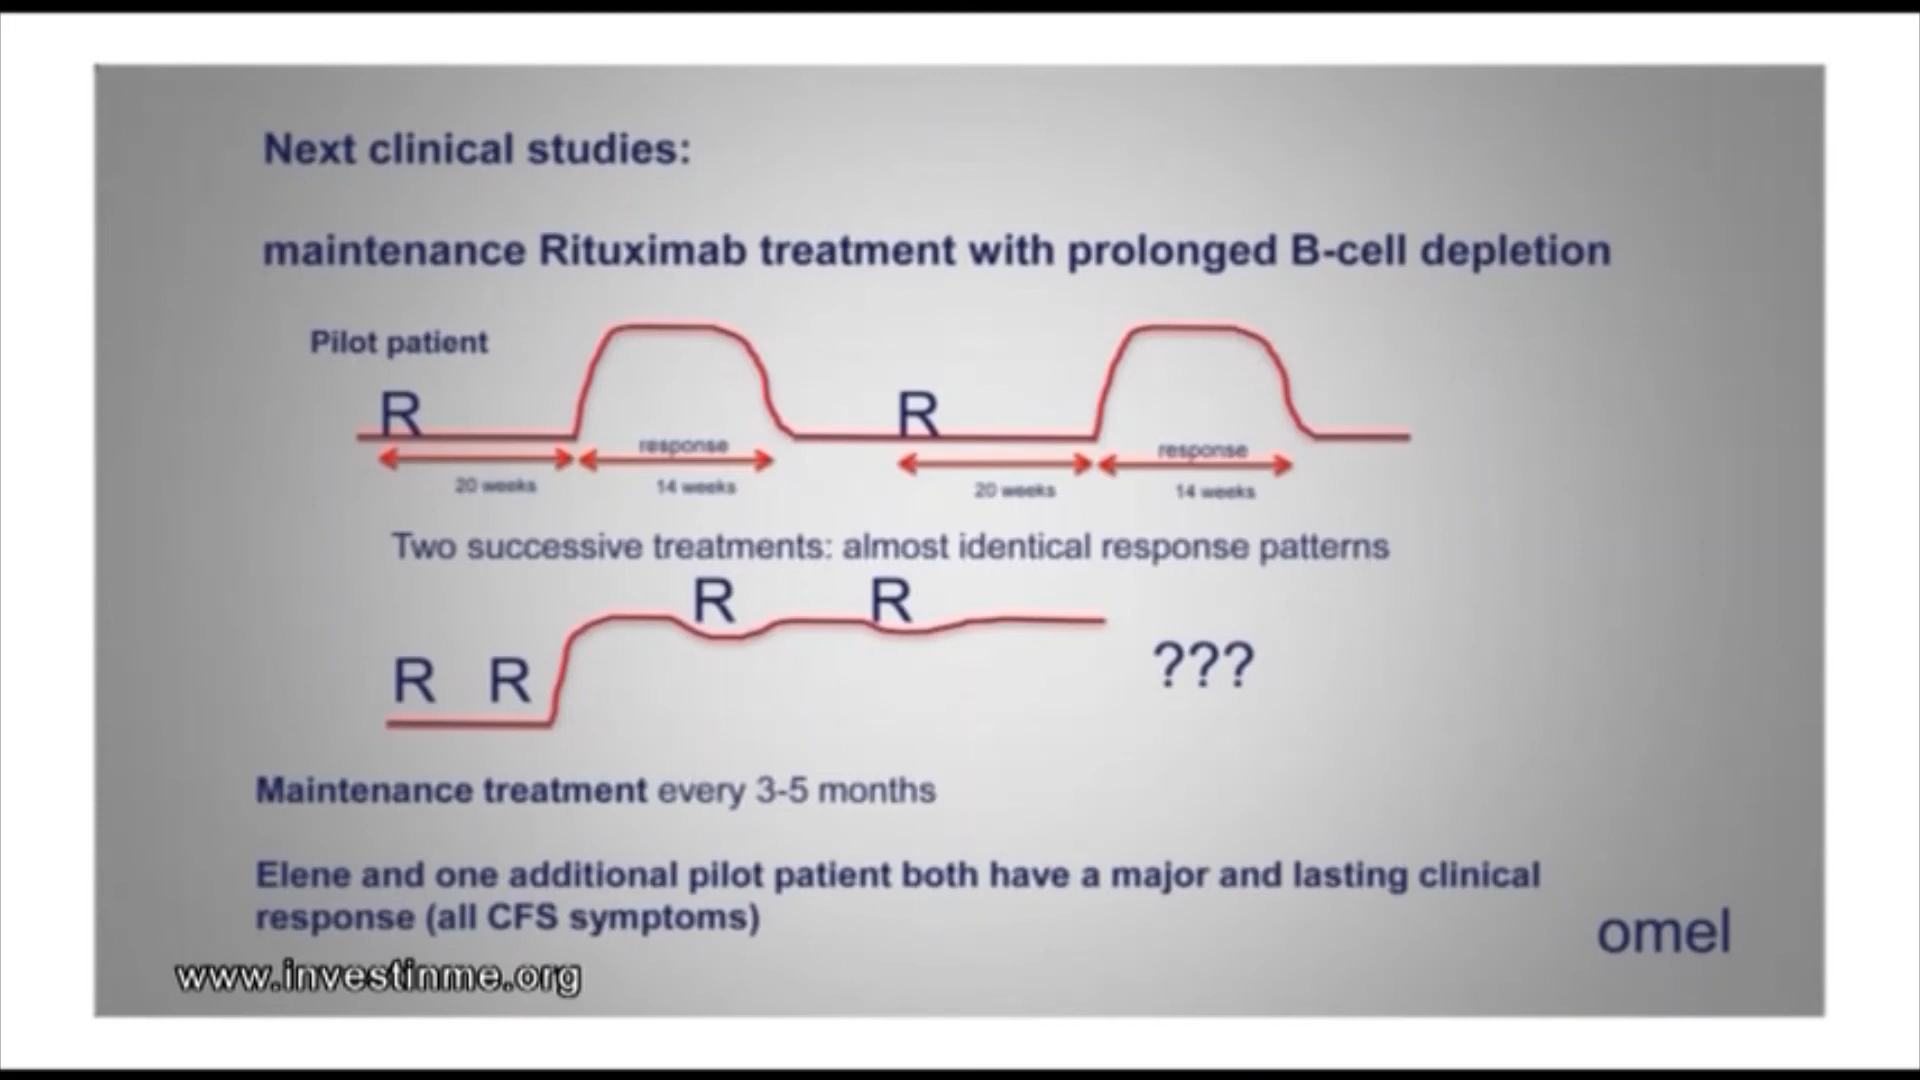 Next clinical studies:
maintenance Rituximab treatment with prolonged B-cell depletion
Pilot patient
R R
response response
20 weeks 14 weeks 20 weeks 14 weeks
Two successive treatments: almost identical response patterns
R R
R R ???
Maintenance treatment every 3-5 months
Elene and one additional pilot patient both have a major and lasting clinical
response (all CFS symptoms)
omel
www.investinme.org